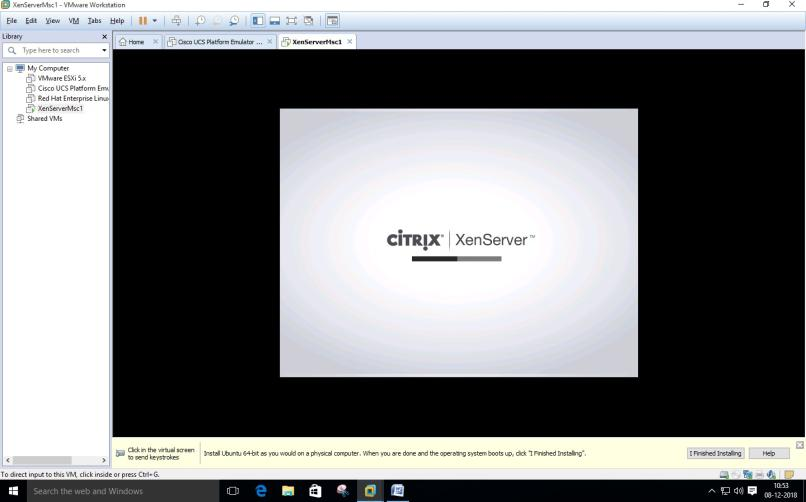 XenServerMsc1 - VMware Workstation
File Edit View VM Tabs Help
Library
Type here to search
My Computer
VMware ESXi 5.x
Cisco UCS Platform Emu
Red Hat Enterprise Linux
XenServerMsc1
Shared VMs
Home
Cisco UCS Platform Emulator ...
XenServerMsc1
CİTRIX XenServer™
Click in the virtual screen
to send keystrokes
Install Ubuntu 64-bit as you would on a physical computer. When you are done and the operating system boots up, click "I Finished Installing".
I Finished Installing
Help
To direct input to this VM, click inside or press Ctrl+G.
Search the web and Windows
10:53
08-12-2018